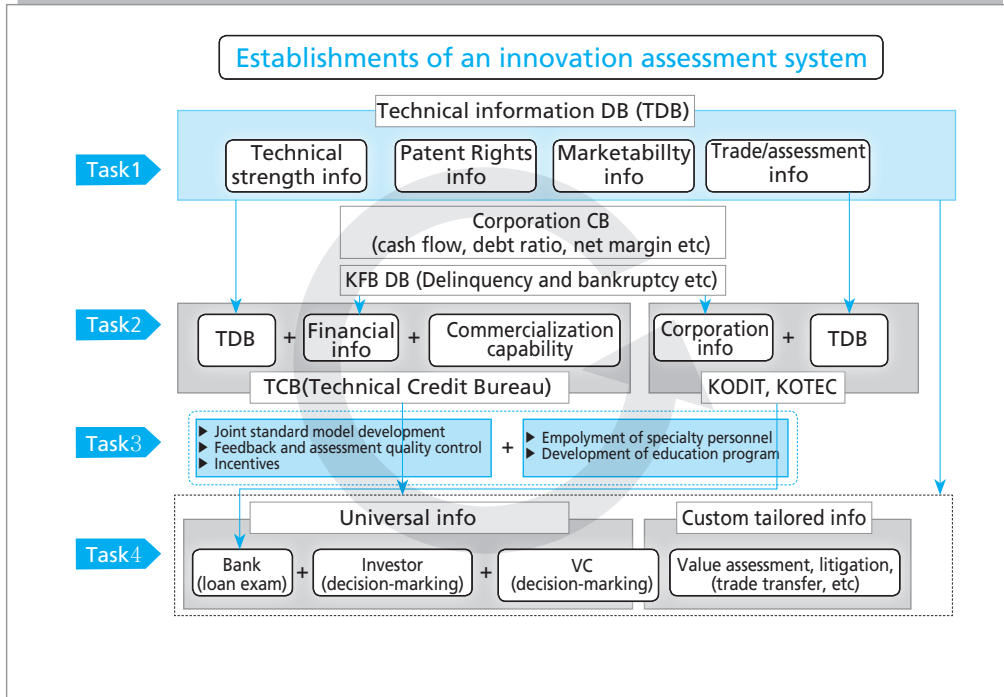 Establishments of an innovation assessment system
Technical information DB (TDB)
Task1
Technical
strength info
Patent Rights
info
Marketabillty
info
Trade/assessment
info
Corporation CB
(cash flow, debt ratio, net margin etc)
KFB DB (Delinquency and bankruptcy etc)
Task2
TDB
+
Financial
info
+
Commercialization
capability
Corporation
info
+
TDB
TCB(Technical Credit Bureau)
KODIT, KOTEC
Task3
▶ Joint standard model development
▶ Feedback and assessment quality control
▶ Incentives
+
▶ Empolyment of specialty personnel
▶ Development of education program
Universal info
Custom tailored info
Task4
Bank
(loan exam)
+
Investor
(decision-marking)
+
VC
(decision-marking)
Value assessment, litigation,
(trade transfer, etc)